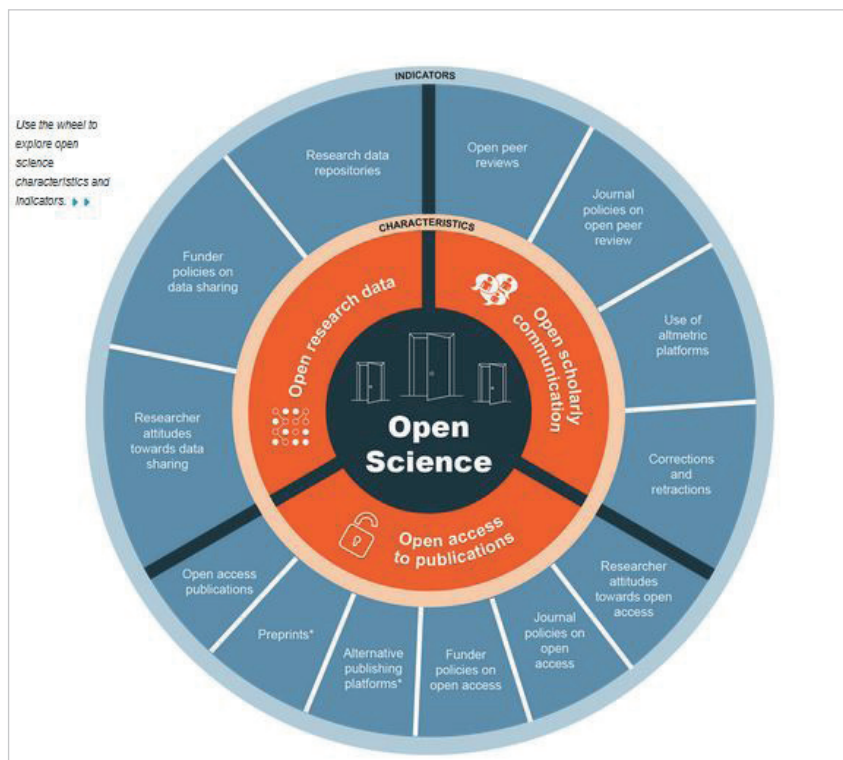 Use the wheel to
explore open
science
characteristics and
indicators.
INDICATORS
Research data
repositories
Open peer
reviews
Journal
policies on
open peer
review
Funder
policies on
data sharing
CHARACTERISTICS
Open research data
Open scholarly
communication
Use of
altmetric
platforms
Researcher
attitudes
towards data
sharing
Open
Science
Corrections
and
retractions
Open access
to publications
Open access
publications
Preprints*
Alternative
publishing
platforms*
Funder
policies on
open access
Journal
policies on
open
access
Researcher
attitudes
towards open
access